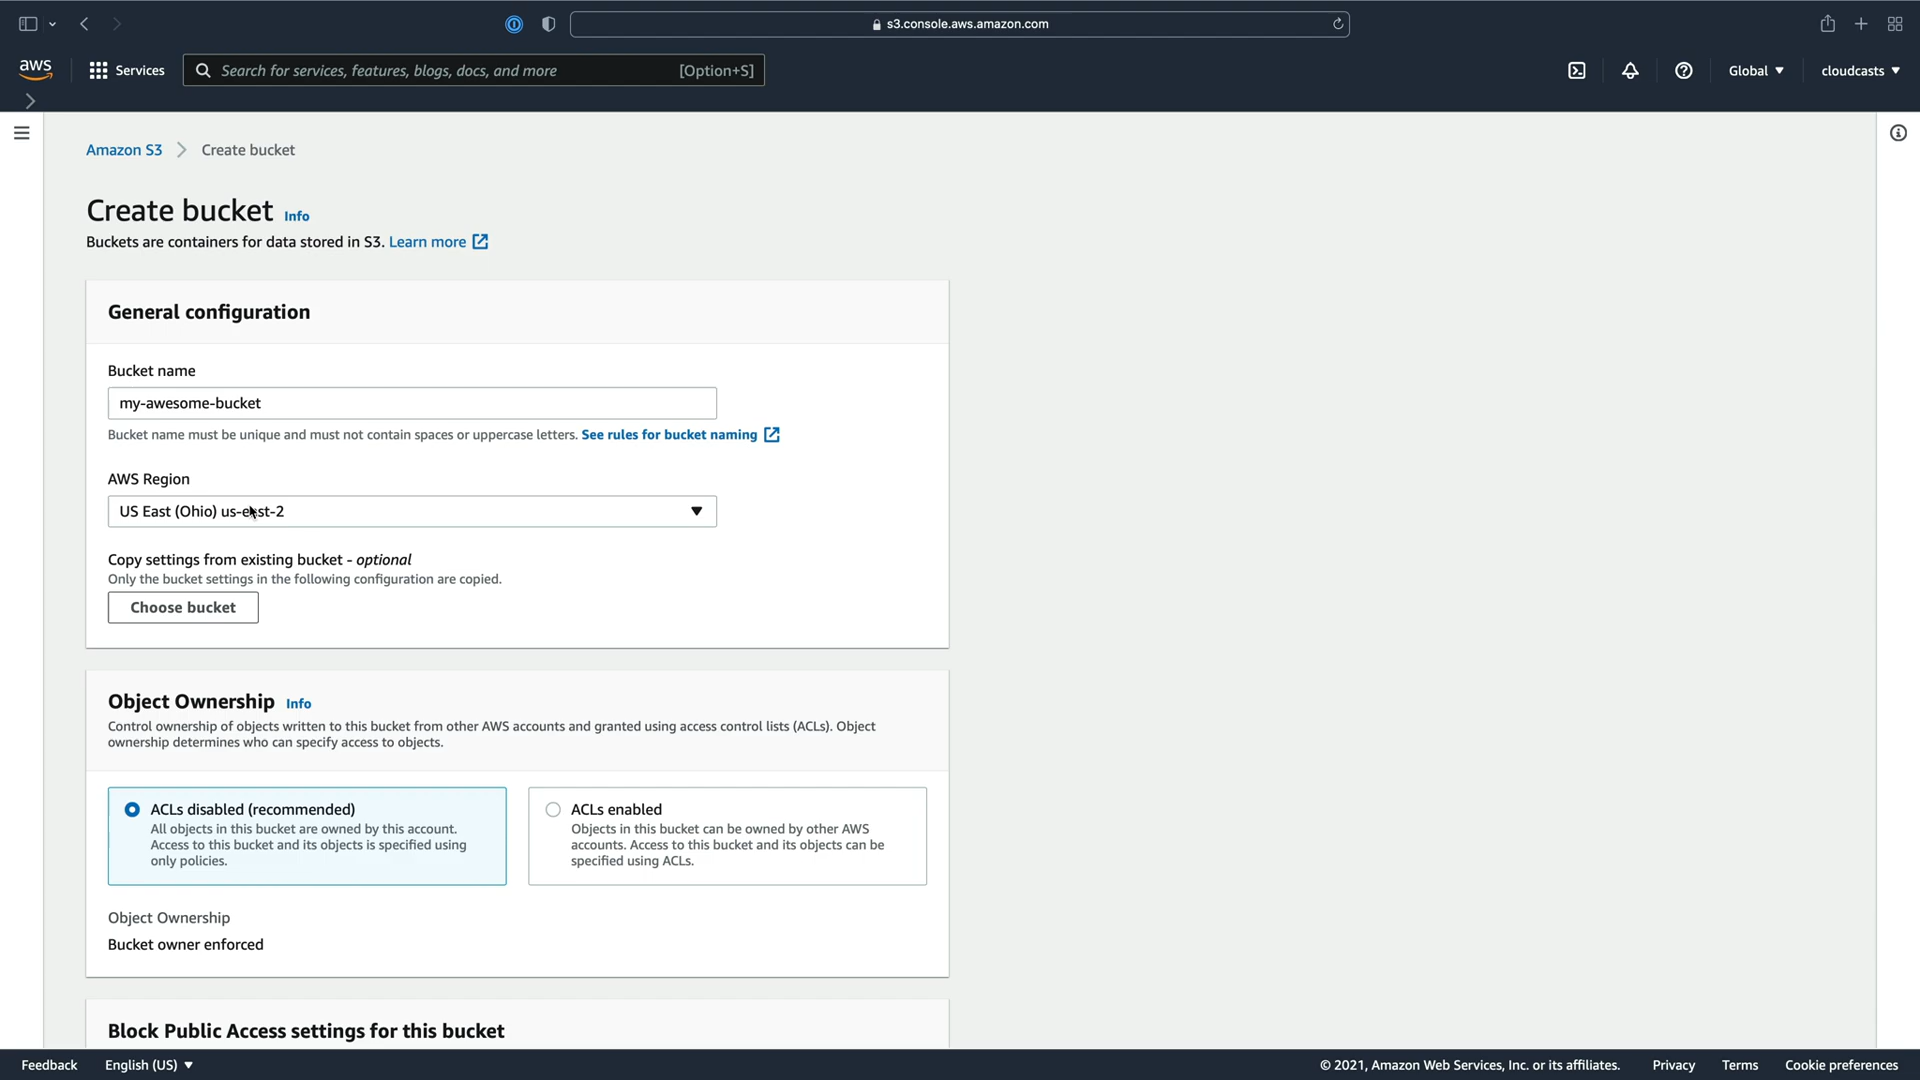 s3.console.aws.amazon.com
aws
Services
Search for services, features, blogs, docs, and more
[Option+S]
Global
cloudcasts
Amazon S3
Create bucket
Create bucket Info
Buckets are containers for data stored in S3. Learn more
General configuration
Bucket name
my-awesome-bucket
Bucket name must be unique and must not contain spaces or uppercase letters. See rules for bucket naming
AWS Region
US East (Ohio) us-east-2
Copy settings from existing bucket - optional
Only the bucket settings in the following configuration are copied.
Choose bucket
Object Ownership Info
Control ownership of objects written to this bucket from other AWS accounts and granted using access control lists (ACLs). Object
ownership determines who can specify access to objects.
ACLs disabled (recommended)
All objects in this bucket are owned by this account.
Access to this bucket and its objects is specified using
only policies.
ACLs enabled
Objects in this bucket can be owned by other AWS
accounts. Access to this bucket and its objects can be
specified using ACLs.
Object Ownership
Bucket owner enforced
Block Public Access settings for this bucket
Feedback
English (US)
© 2021, Amazon Web Services, Inc. or its affiliates.
Privacy
Terms
Cookie preferences